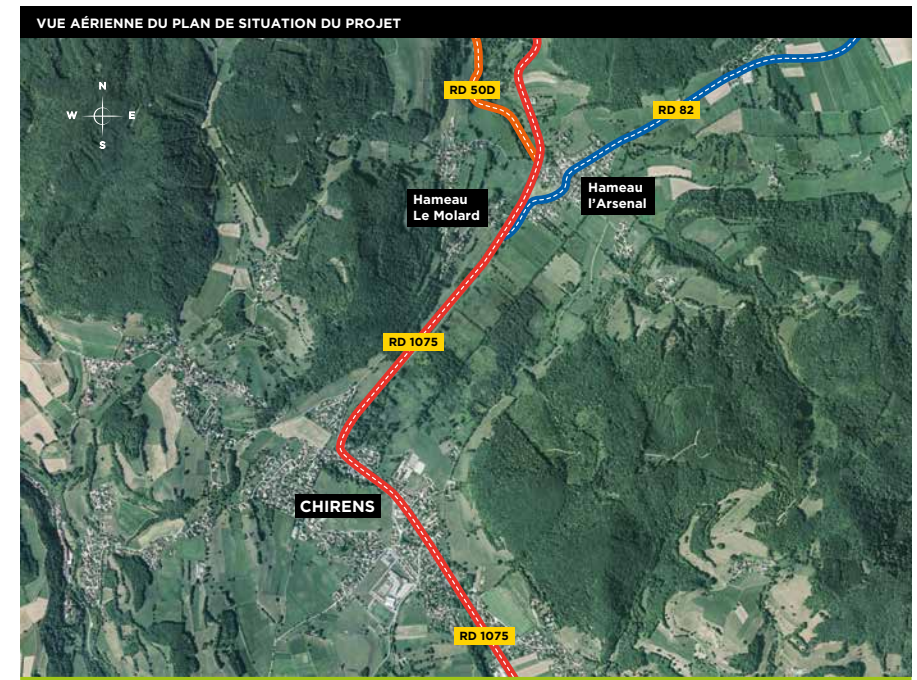 VUE AÉRIENNE DU PLAN DE SITUATION DU PROJET
N
W E
S
RD 50D
RD 82
Hameau
Le Molard
Hameau
l'Arsenal
RD 1075
CHIRENS
RD 1075